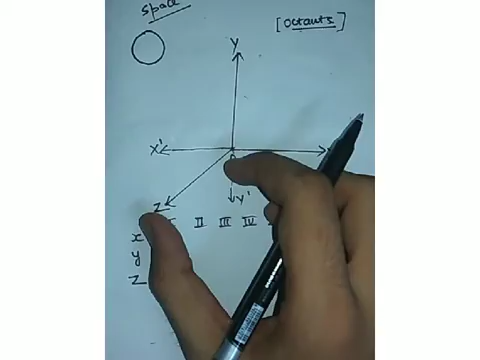 space
[ octants ]
Y
X'
O
Y'
Z
II III IV
x
y
z